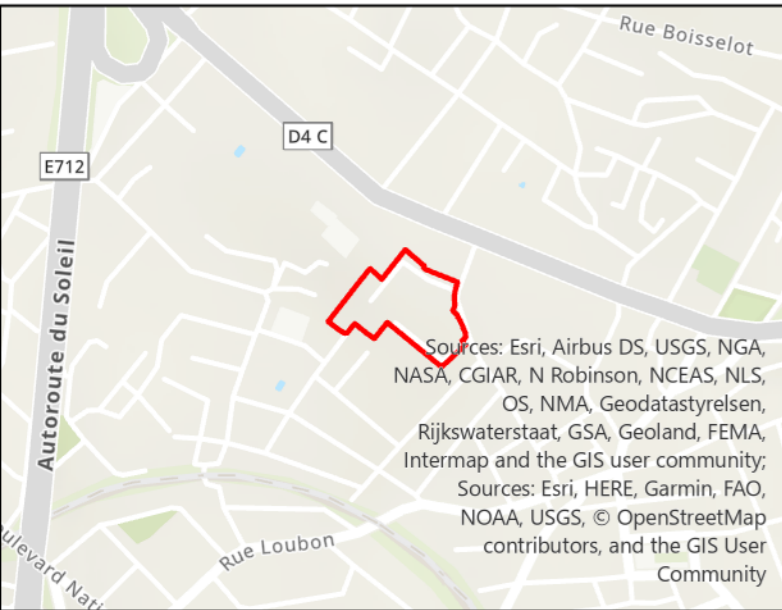 Rue Boisselot
D4 C
E712
Autoroute du Soleil
Sources: Esri, Airbus DS, USGS, NGA,
NASA, CGIAR, N Robinson, NCEAS, NLS,
OS, NMA, Geodatastyrelsen,
Rijkswaterstaat, GSA, Geoland, FEMA,
Intermap and the GIS user community;
Sources: Esri, HERE, Garmin, FAO,
NOAA, USGS, © OpenStreetMap
contributors, and the GIS User
Community
Rue Loubon
oulevard Nati